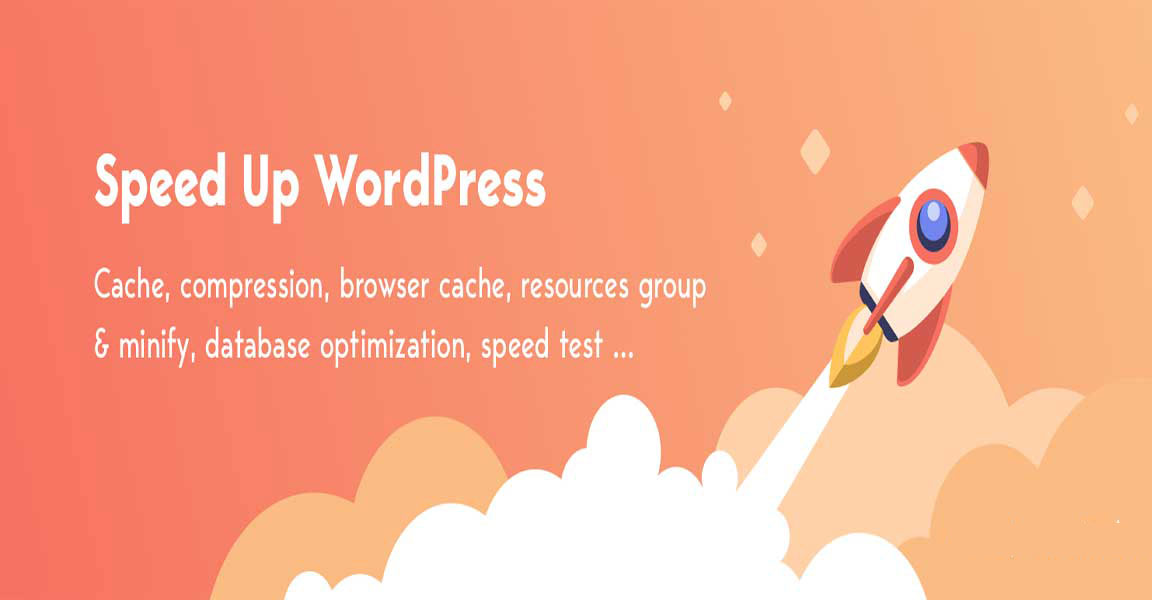 Speed Up WordPress
Cache, compression, browser cache, resources group
& minify, database optimization, speed test ...